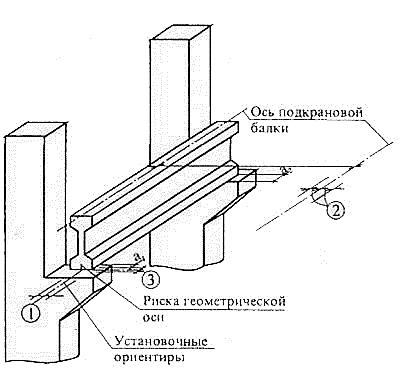 Ось подкрановой
балки
2
3
1
Риска геометрической
оси
Установочные
ориентиры